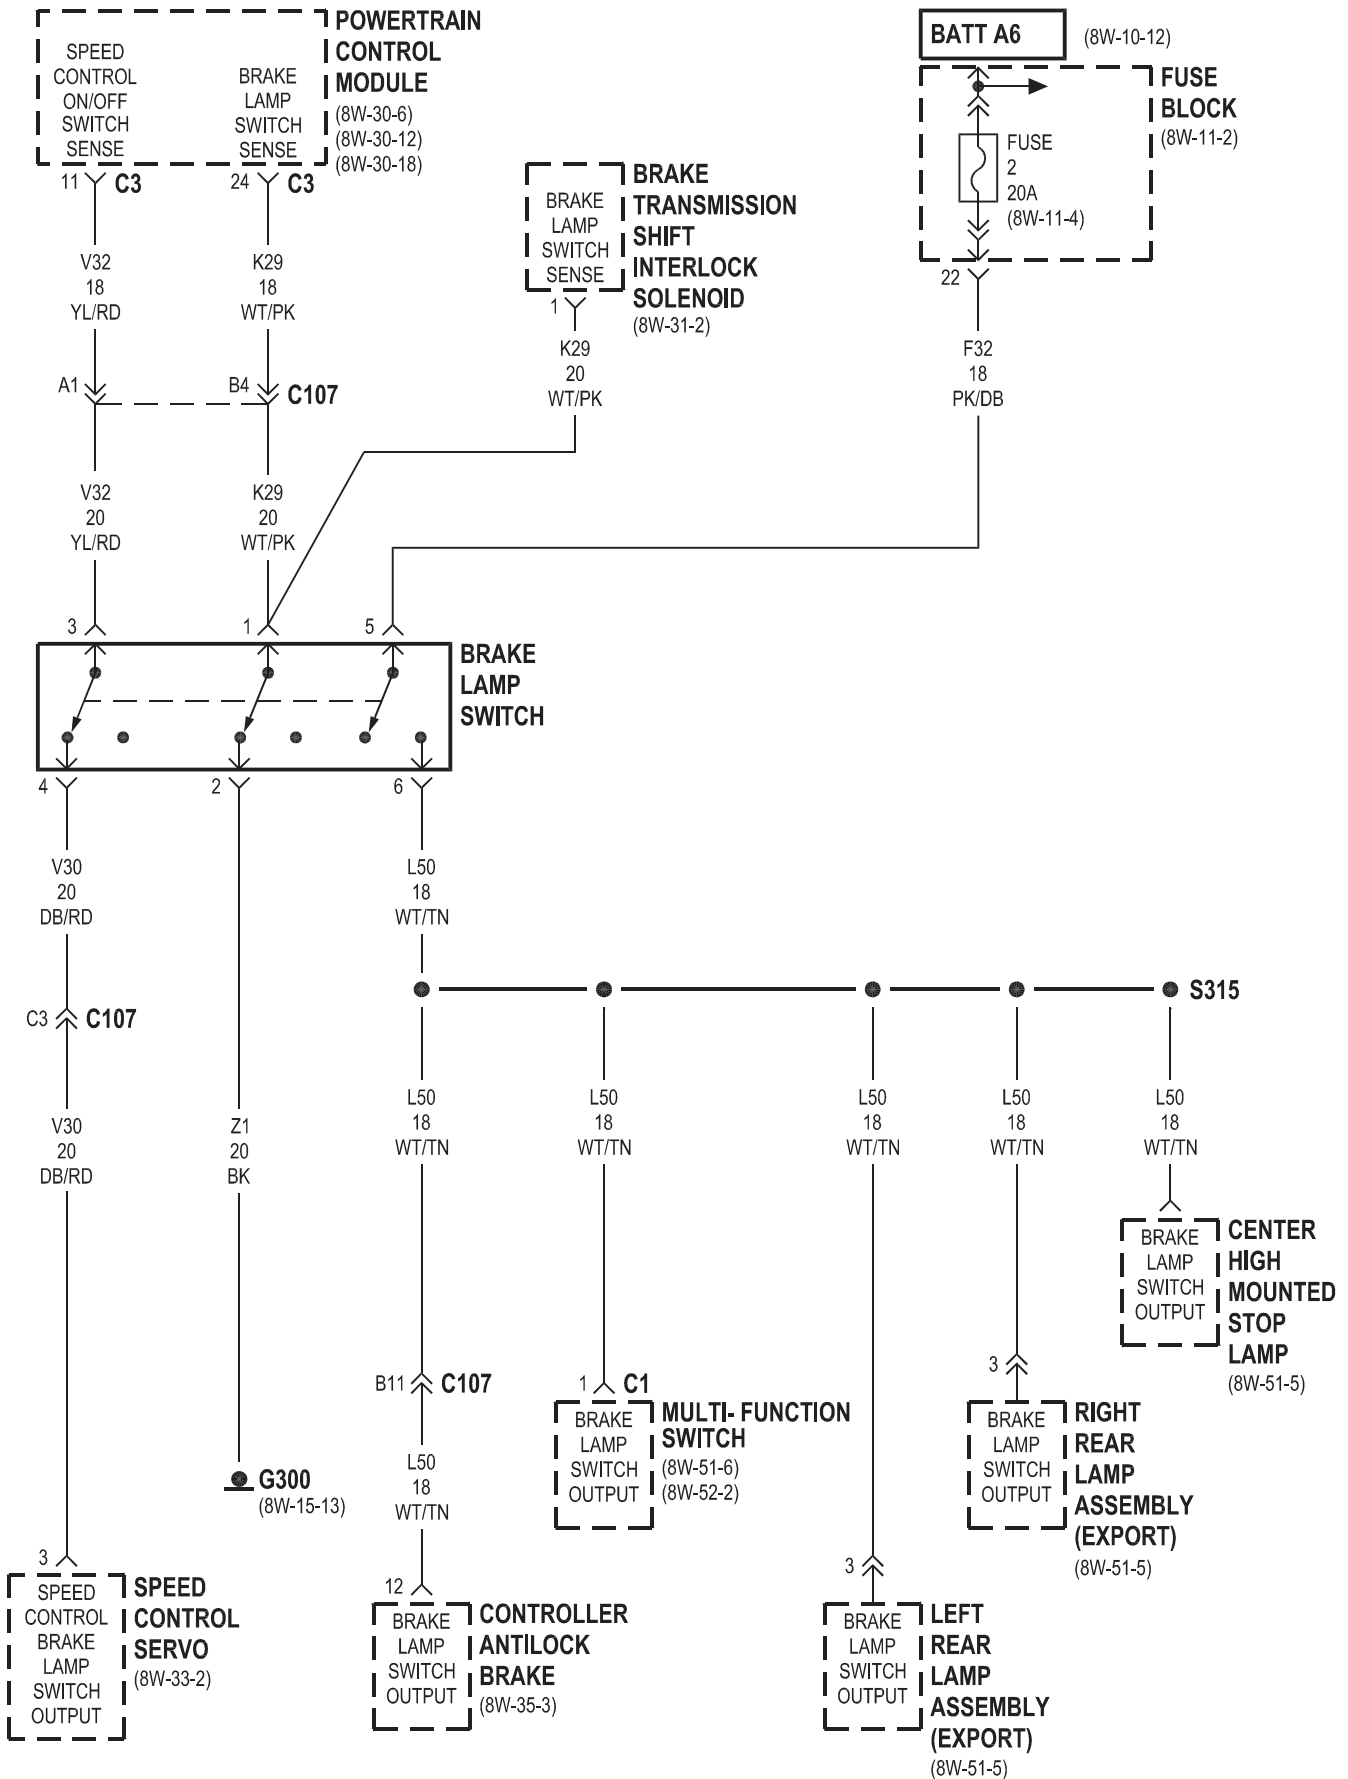 POWERTRAIN
CONTROL
MODULE
(8W-30-6)
(8W-30-12)
(8W-30-18)
SPEED
CONTROL
ON/OFF
SWITCH
SENSE
BRAKE
LAMP
SWITCH
SENSE
11
C3
24
C3
V32
18
YL/RD
K29
18
WT/PK
A1
B4
C107
V32
20
YL/RD
K29
20
WT/PK
BRAKE
LAMP
SWITCH
SENSE
BRAKE
TRANSMISSION
SHIFT
INTERLOCK
SOLENOID
(8W-31-2)
1
K29
20
WT/PK
BATT A6
(8W-10-12)
FUSE
BLOCK
(8W-11-2)
FUSE
2
20A
(8W-11-4)
22
F32
18
PK/DB
3
1
5
BRAKE
LAMP
SWITCH
4
2
6
V30
20
DB/RD
L50
18
WT/TN
C3
C107
S315
V30
20
DB/RD
Z1
20
BK
L50
18
WT/TN
L50
18
WT/TN
L50
18
WT/TN
L50
18
WT/TN
L50
18
WT/TN
BRAKE
LAMP
SWITCH
OUTPUT
CENTER
HIGH
MOUNTED
STOP
LAMP
(8W-51-5)
B11
C107
1
C1
3
BRAKE
LAMP
SWITCH
OUTPUT
MULTI- FUNCTION
SWITCH
(8W-51-6)
(8W-52-2)
BRAKE
LAMP
SWITCH
OUTPUT
RIGHT
REAR
LAMP
ASSEMBLY
(EXPORT)
(8W-51-5)
L50
18
WT/TN
G300
(8W-15-13)
3
SPEED
CONTROL
BRAKE
LAMP
SWITCH
OUTPUT
SPEED
CONTROL
SERVO
(8W-33-2)
12
BRAKE
LAMP
SWITCH
OUTPUT
CONTROLLER
ANTILOCK
BRAKE
(8W-35-3)
3
BRAKE
LAMP
SWITCH
OUTPUT
LEFT
REAR
LAMP
ASSEMBLY
(EXPORT)
(8W-51-5)